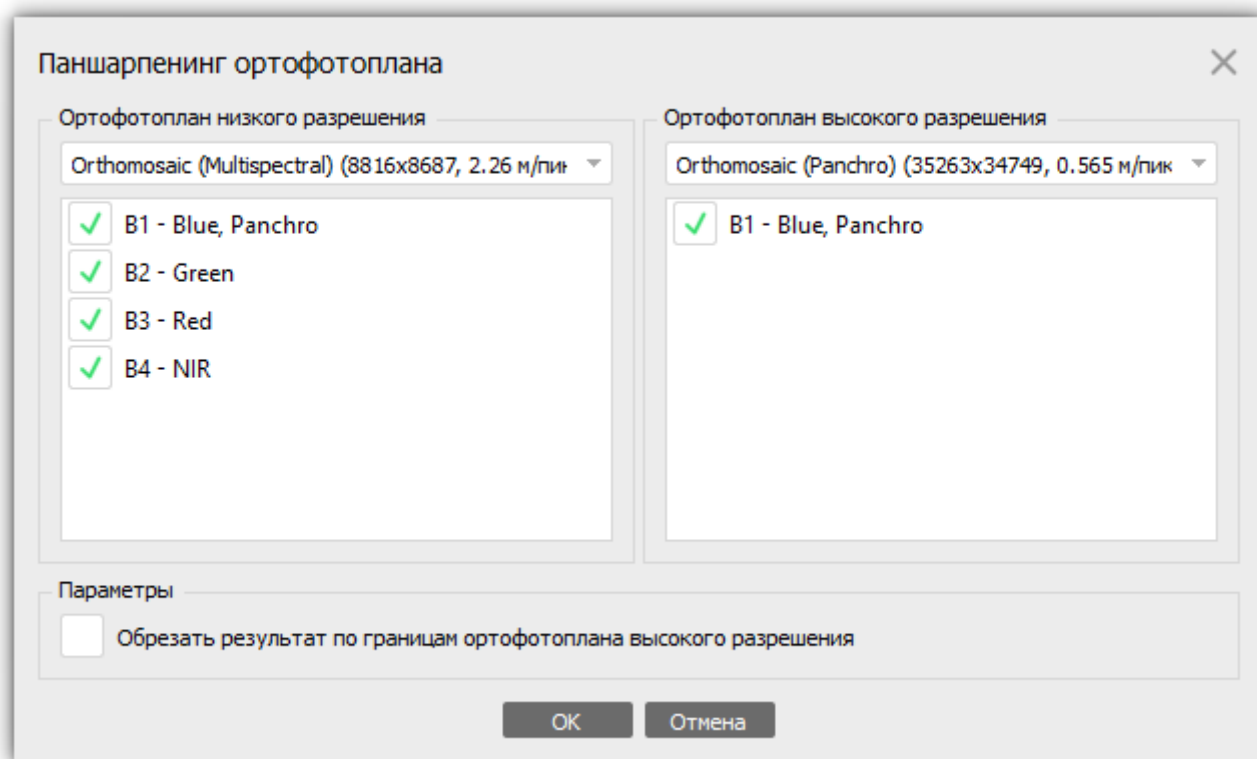 Паншарпенинг ортофотоплана
Ортофотоплан низкого разрешения
Orthomosaic (Multispectral) (8816x8687, 2.26 м/пик
B1 - Blue, Panchro
B2 - Green
B3 - Red
B4 - NIR
Ортофотоплан высокого разрешения
Orthomosaic (Panchro) (35263x34749, 0.565 м/пик
B1 - Blue, Panchro
Параметры
Обрезать результат по границам ортофотоплана высокого разрешения
OK
Отмена